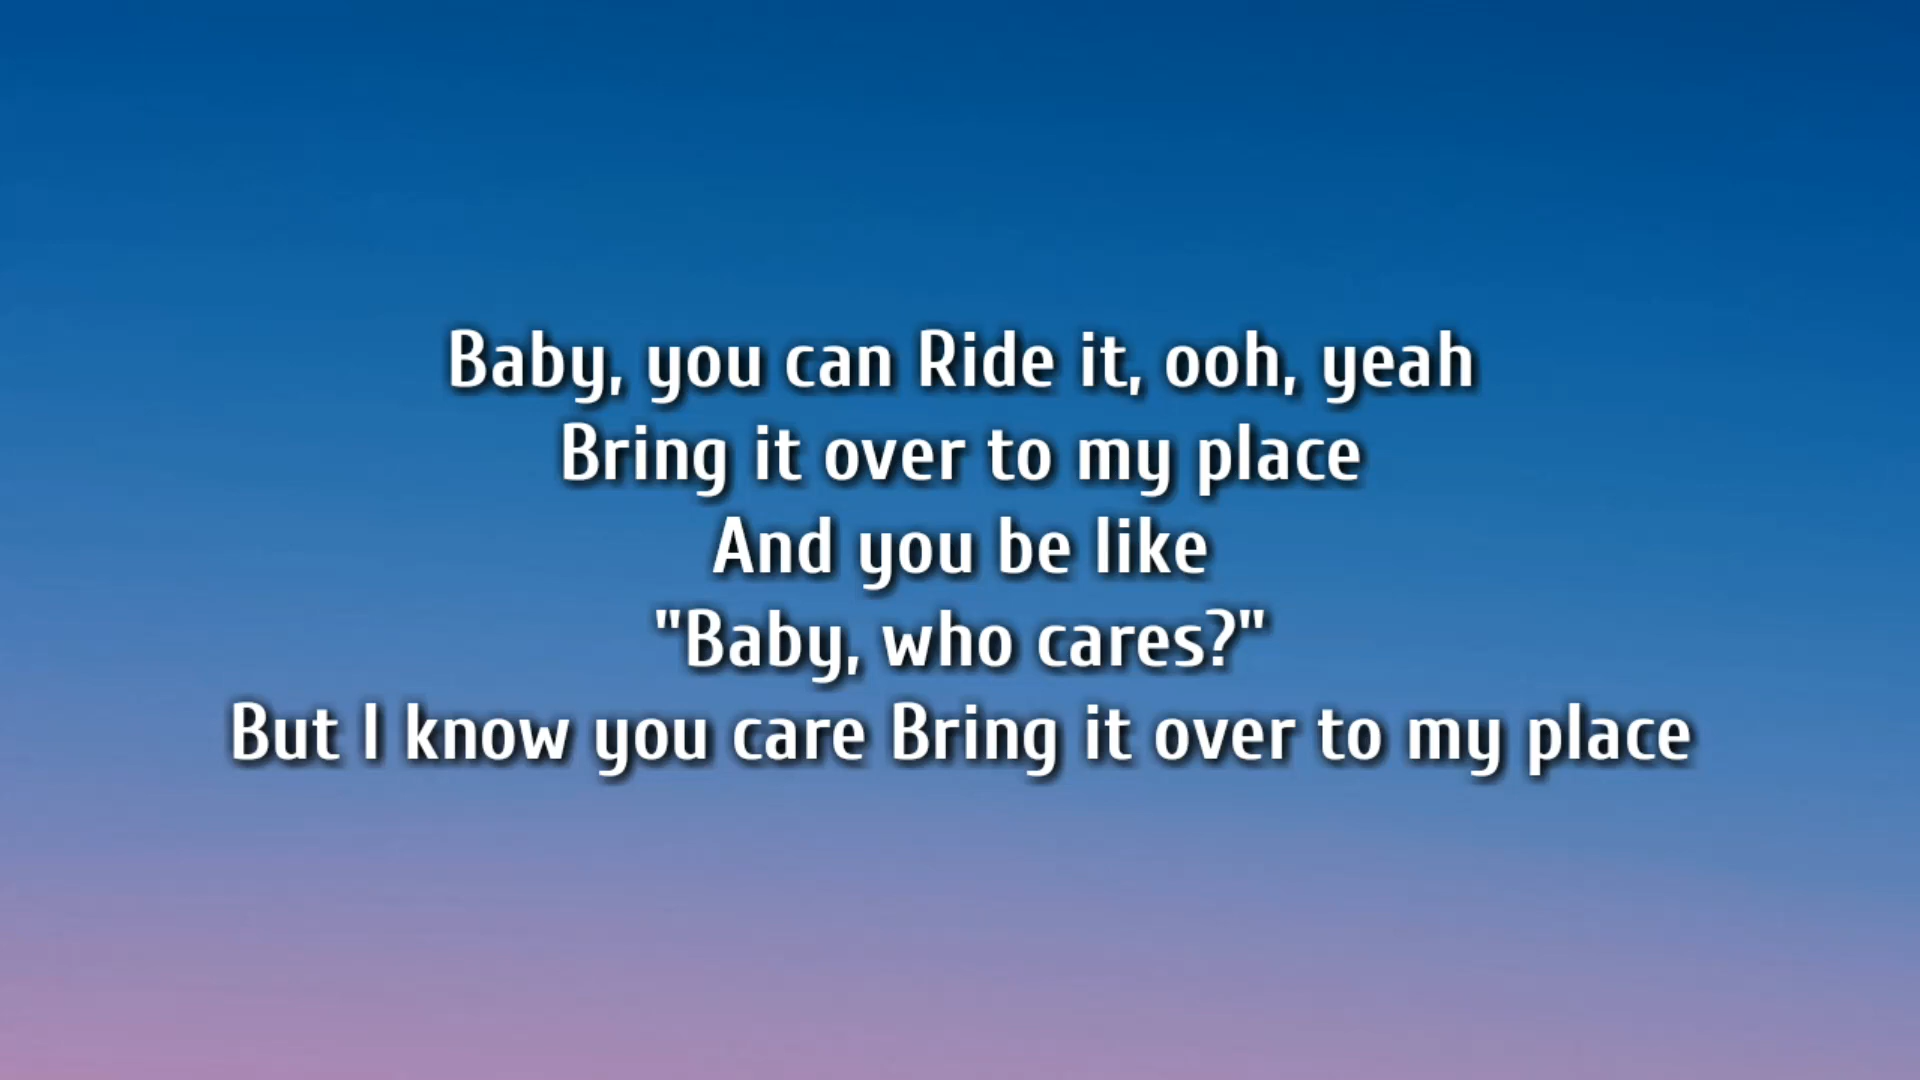 Baby, you can Ride it, ooh, yeah
Bring it over to my place
And you be like
"Baby, who cares?"
But I know you care Bring it over to my place